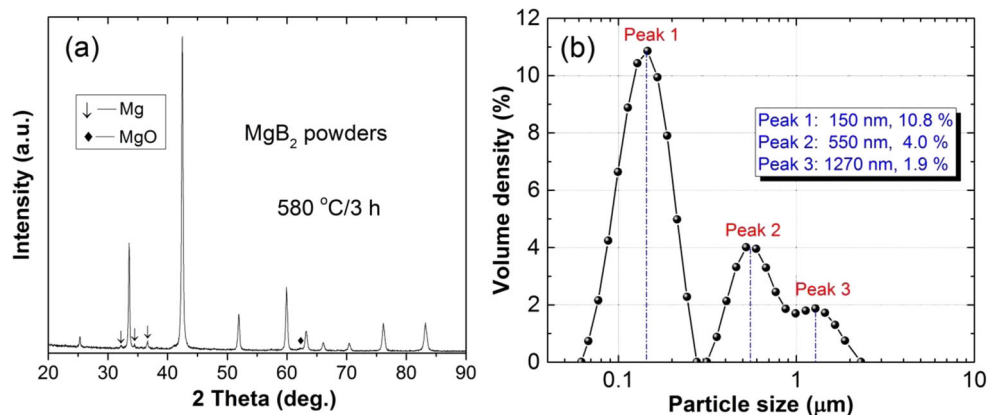 (a)
Intensity (a.u.)
↓ Mg
♦ MgO
MgB₂ powders
580 °C/3 h
20 30 40 50 60 70 80 90
2 Theta (deg.)
(b)
Volume density (%)
12
10
8
6
4
2
0
Peak 1
Peak 2
Peak 3
Peak 1: 150 nm, 10.8 %
Peak 2: 550 nm, 4.0 %
Peak 3: 1270 nm, 1.9 %
0.1 1 10
Particle size (μm)